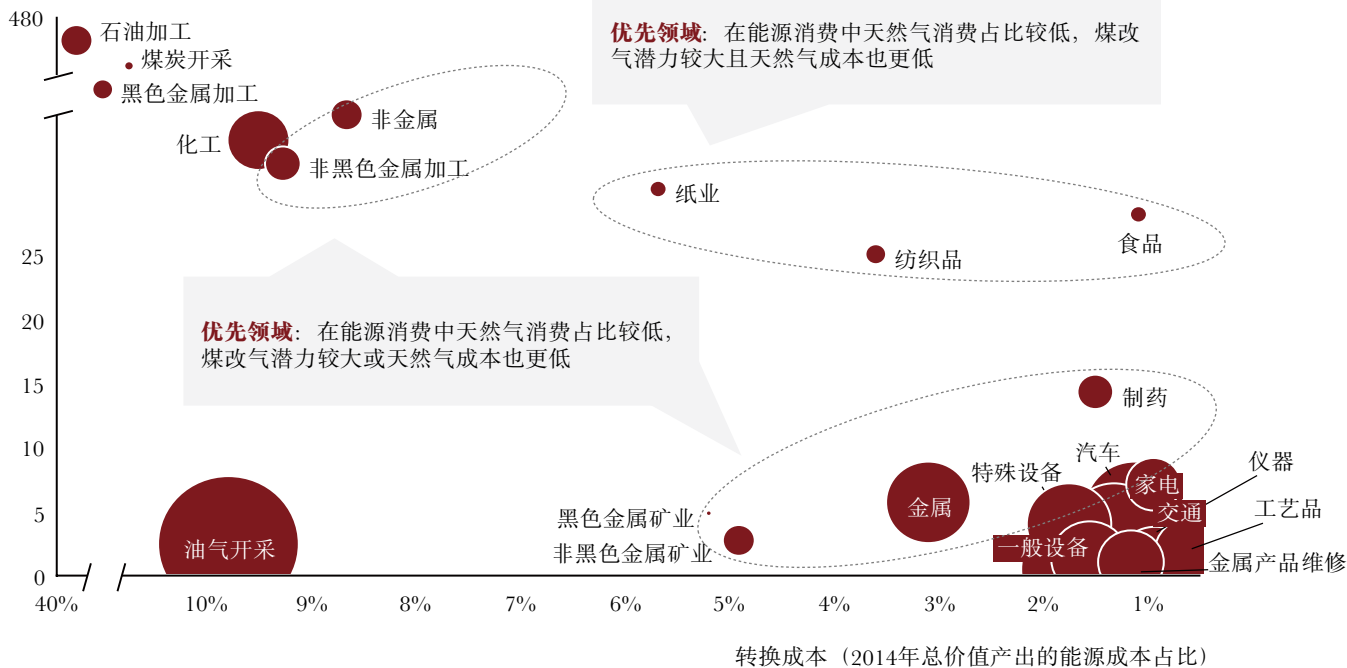 480
石油加工
煤炭开采
黑色金属加工
化工
非金属
非黑色金属加工
优先领域：在能源消费中天然气消费占比较低，煤改
气潜力较大且天然气成本也更低
纸业
食品
纺织品
25
20
15
10
5
0
优先领域：在能源消费中天然气消费占比较低，
煤改气潜力较大或天然气成本也更低
制药
汽车
特殊设备
家电
仪器
交通
工艺品
金属
黑色金属矿业
非黑色金属矿业
一般设备
金属产品维修
油气开采
40% 10% 9% 8% 7% 6% 5% 4% 3% 2% 1%
转换成本（2014年总价值产出的能源成本占比）